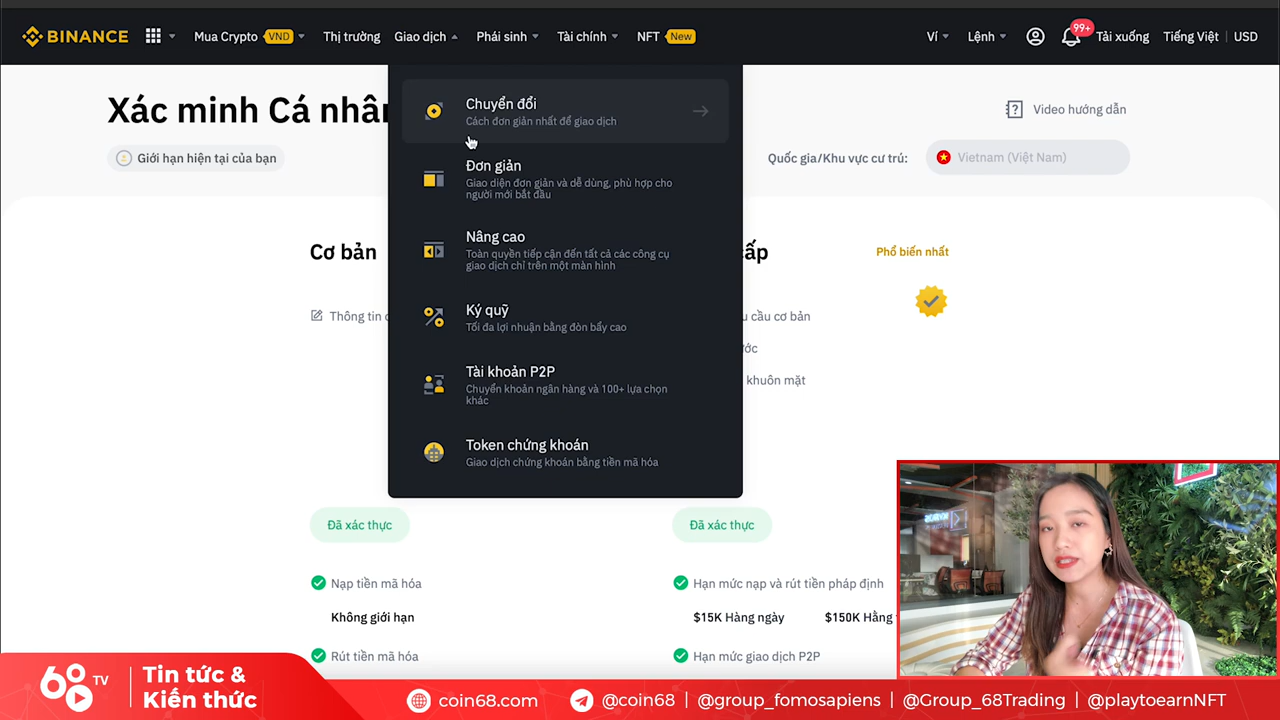 BINANCE
Mua Crypto VND
Thị trường
Giao dịch
Phái sinh
Tài chính
NFT New
Ví
Lệnh
99+
Tải xuống
Tiếng Việt
USD
Xác minh Cá nhân
Video hướng dẫn
Giới hạn hiện tại của bạn
Quốc gia/Khu vực cư trú:
Vietnam (Việt Nam)
Chuyển đổi
Cách đơn giản nhất để giao dịch
Đơn giản
Giao diện đơn giản và dễ dùng, phù hợp cho
người mới bắt đầu
Nâng cao
Toàn quyền tiếp cận đến tất cả các công cụ
giao dịch chỉ trên một màn hình
Ký quỹ
Tối đa lợi nhuận bằng đòn bẩy cao
Tài khoản P2P
Chuyển khoản ngân hàng và 100+ lựa chọn
khác
Token chứng khoán
Giao dịch chứng khoán bằng tiền mã hóa
Cơ bản
Thông tin
cấp
Phổ biến nhất
cầu cơ bản
khuôn mặt
Đã xác thực
Đã xác thực
Nạp tiền mã hóa
Không giới hạn
Rút tiền mã hóa
Hạn mức nạp và rút tiền pháp định
$15K Hàng ngày
$150K Hằng
Hạn mức giao dịch P2P
68 TV
Tin tức &
Kiến thức
coin68.com
@coin68 | @group_fomosapiens | @Group_68Trading | @playtoearnNFT